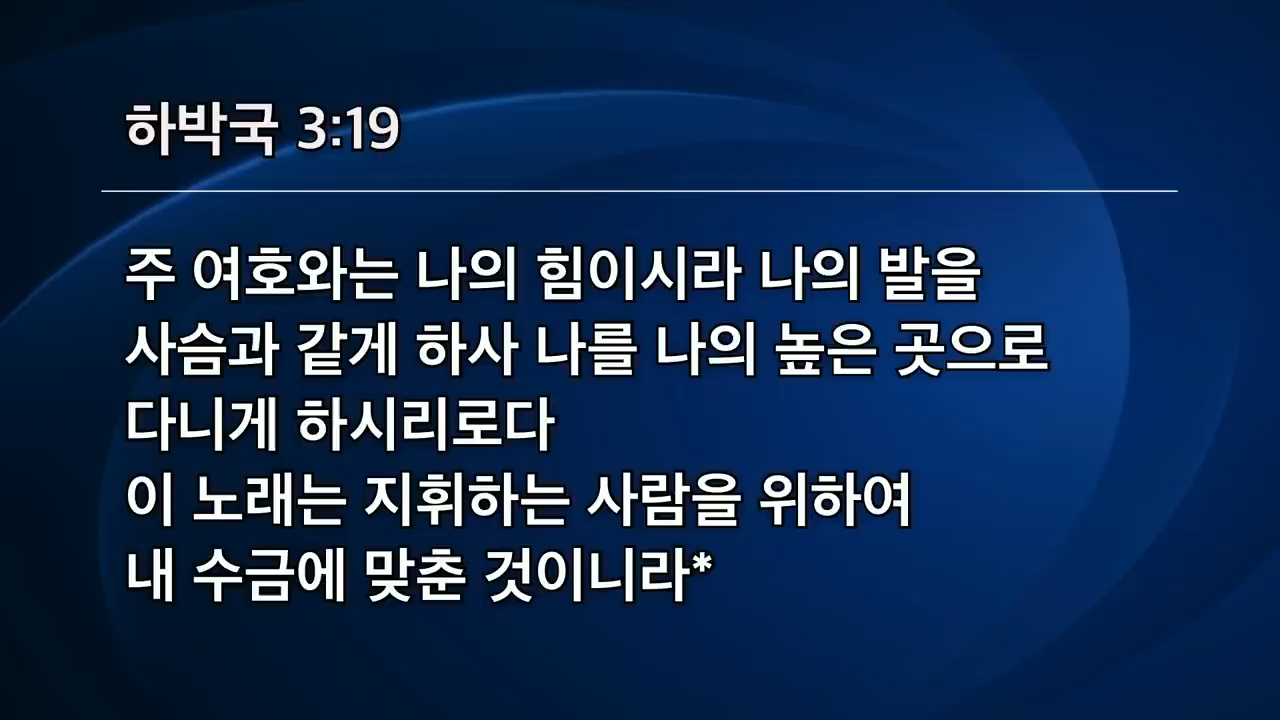 하박국 3:19
주 여호와는 나의 힘이시라 나의 발을
사슴과 같게 하사 나를 나의 높은 곳으로
다니게 하시리로다
이 노래는 지휘하는 사람을 위하여
내 수금에 맞춘 것이니라*